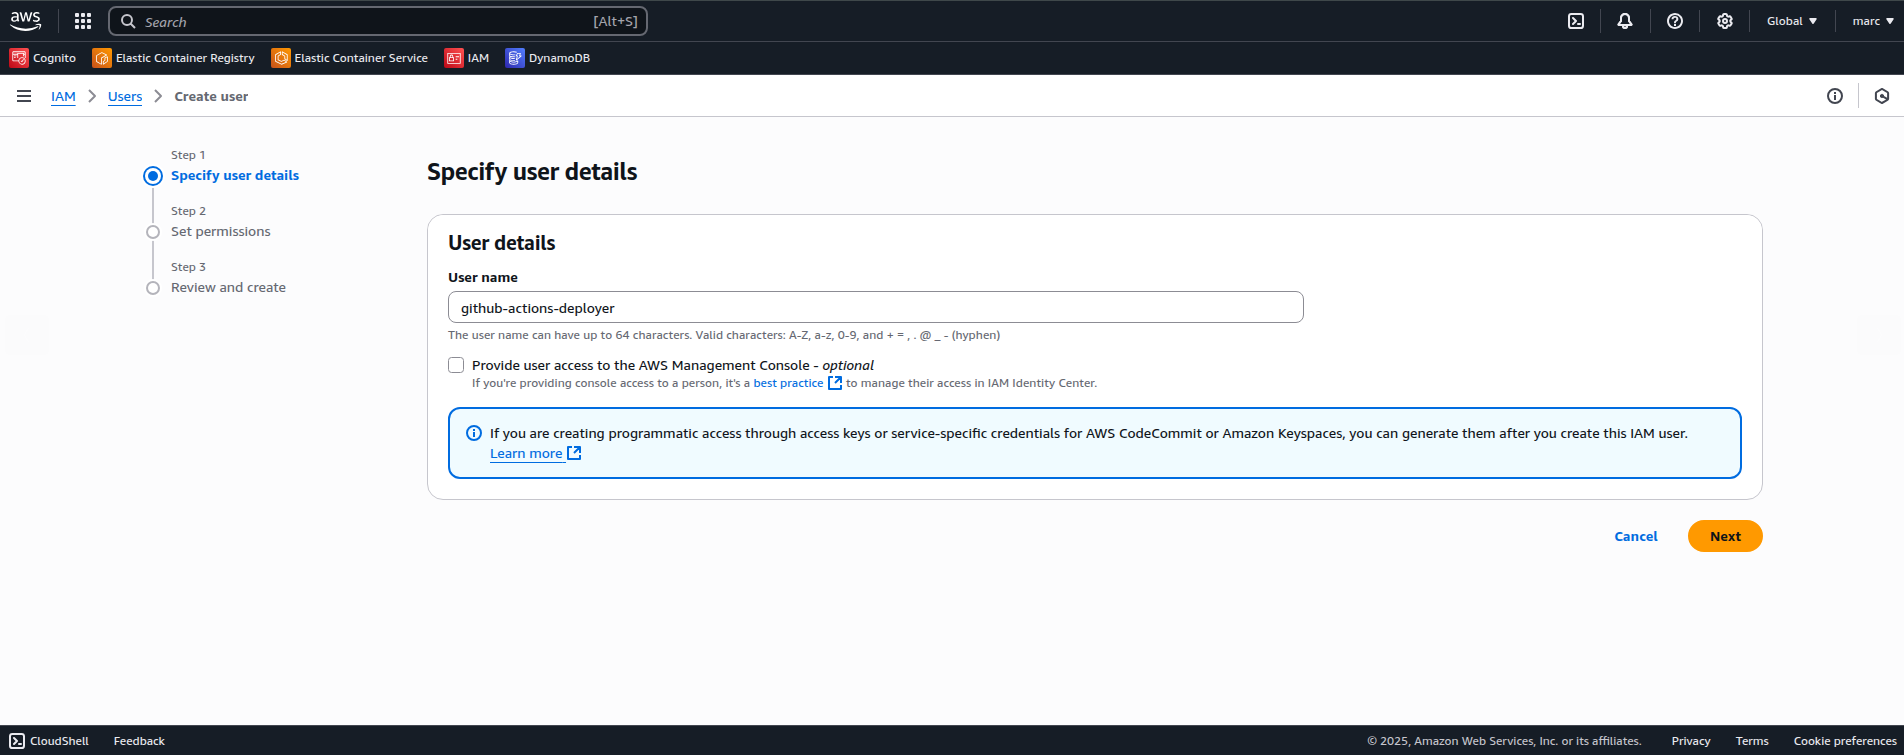 aws
Search [Alt+S]
Global marc
Cognito Elastic Container Registry Elastic Container Service IAM DynamoDB
IAM Users Create user
Step 1
Specify user details
Step 2
Set permissions
Step 3
Review and create
Specify user details
User details
User name
github-actions-deployer
The user name can have up to 64 characters. Valid characters: A-Z, a-z, 0-9, and + = , . @ _ - (hyphen)
Provide user access to the AWS Management Console - optional
If you're providing console access to a person, it's a best practice to manage their access in IAM Identity Center.
If you are creating programmatic access through access keys or service-specific credentials for AWS CodeCommit or Amazon Keyspaces, you can generate them after you create this IAM user.
Learn more
Cancel Next
CloudShell Feedback © 2025, Amazon Web Services, Inc. or its affiliates. Privacy Terms Cookie preferences